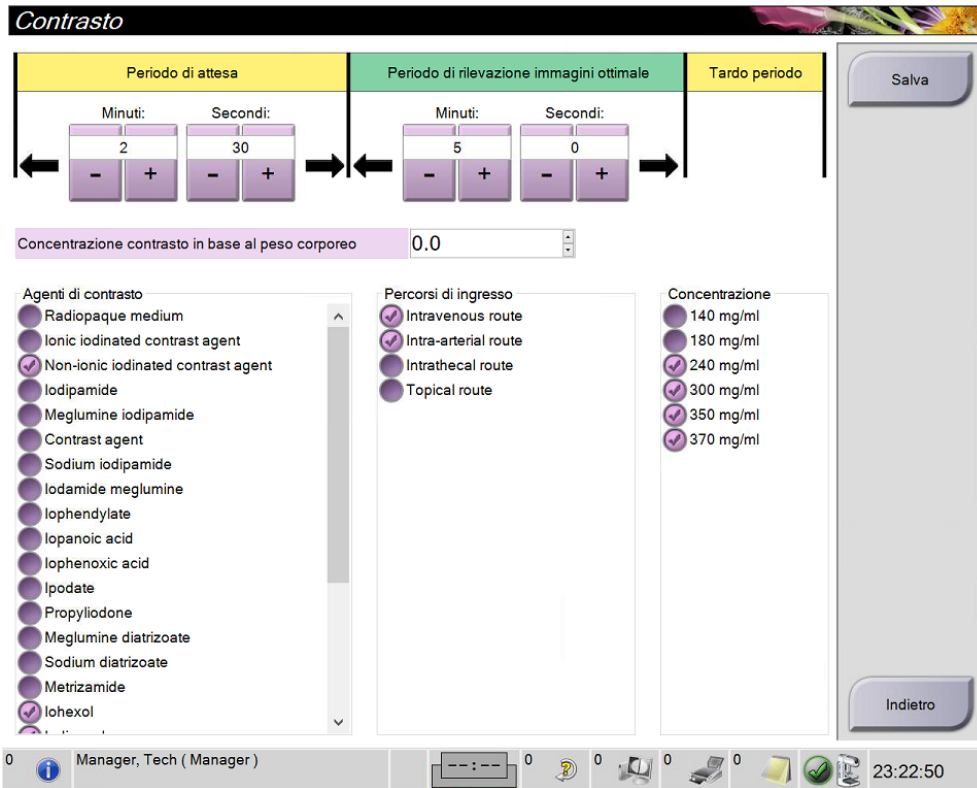 Contrasto
Periodo di attesa
Periodo di rilevazione immagini ottimale
Tardo periodo
Salva
Minuti:
Secondi:
Minuti:
Secondi:
2
30
5
0
- + - + - + - +
Concentrazione contrasto in base al peso corporeo
0.0
Agenti di contrasto
Radiopaque medium
Ionic iodinated contrast agent
Non-ionic iodinated contrast agent
Iodipamide
Meglumine iodipamide
Contrast agent
Sodium iodipamide
Iodamide meglumine
Iophendylate
Iopanoic acid
Iophenoxic acid
Ipodate
Propyliodone
Meglumine diatrizoate
Sodium diatrizoate
Metrizamide
Iohexol
Percorsi di ingresso
Intravenous route
Intra-arterial route
Intrathecal route
Topical route
Concentrazione
140 mg/ml
180 mg/ml
240 mg/ml
300 mg/ml
350 mg/ml
370 mg/ml
Indietro
0
Manager, Tech ( Manager )
--:--
0
0
0
0
23:22:50